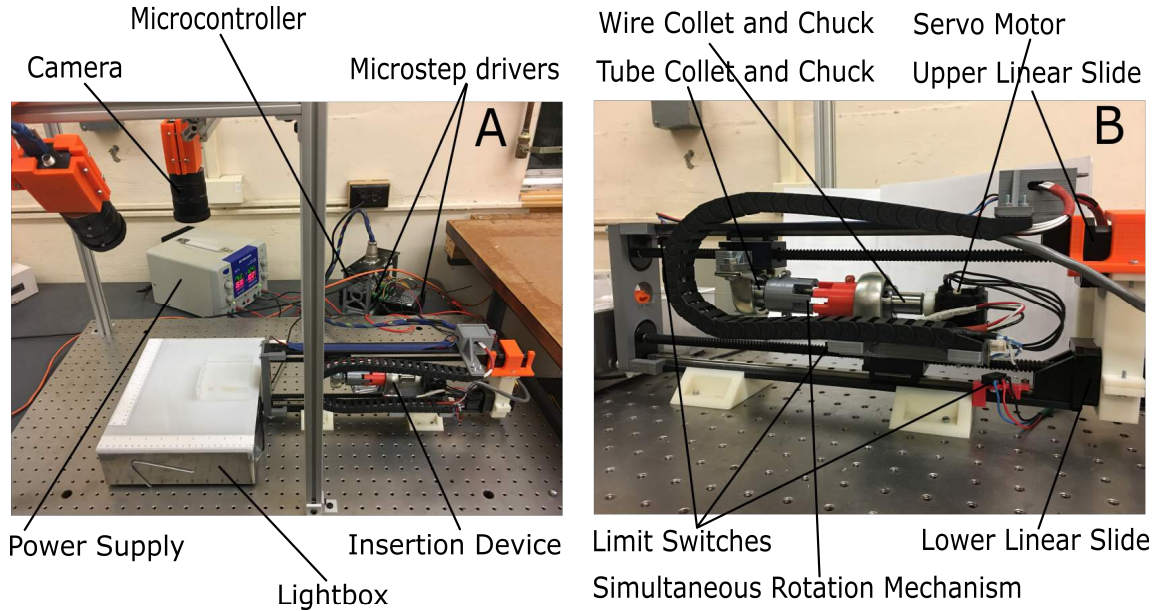 Microcontroller
Camera
Microstep drivers
A
Power Supply
Insertion Device
Lightbox
Wire Collet and Chuck
Servo Motor
Tube Collet and Chuck
Upper Linear Slide
B
Limit Switches
Lower Linear Slide
Simultaneous Rotation Mechanism